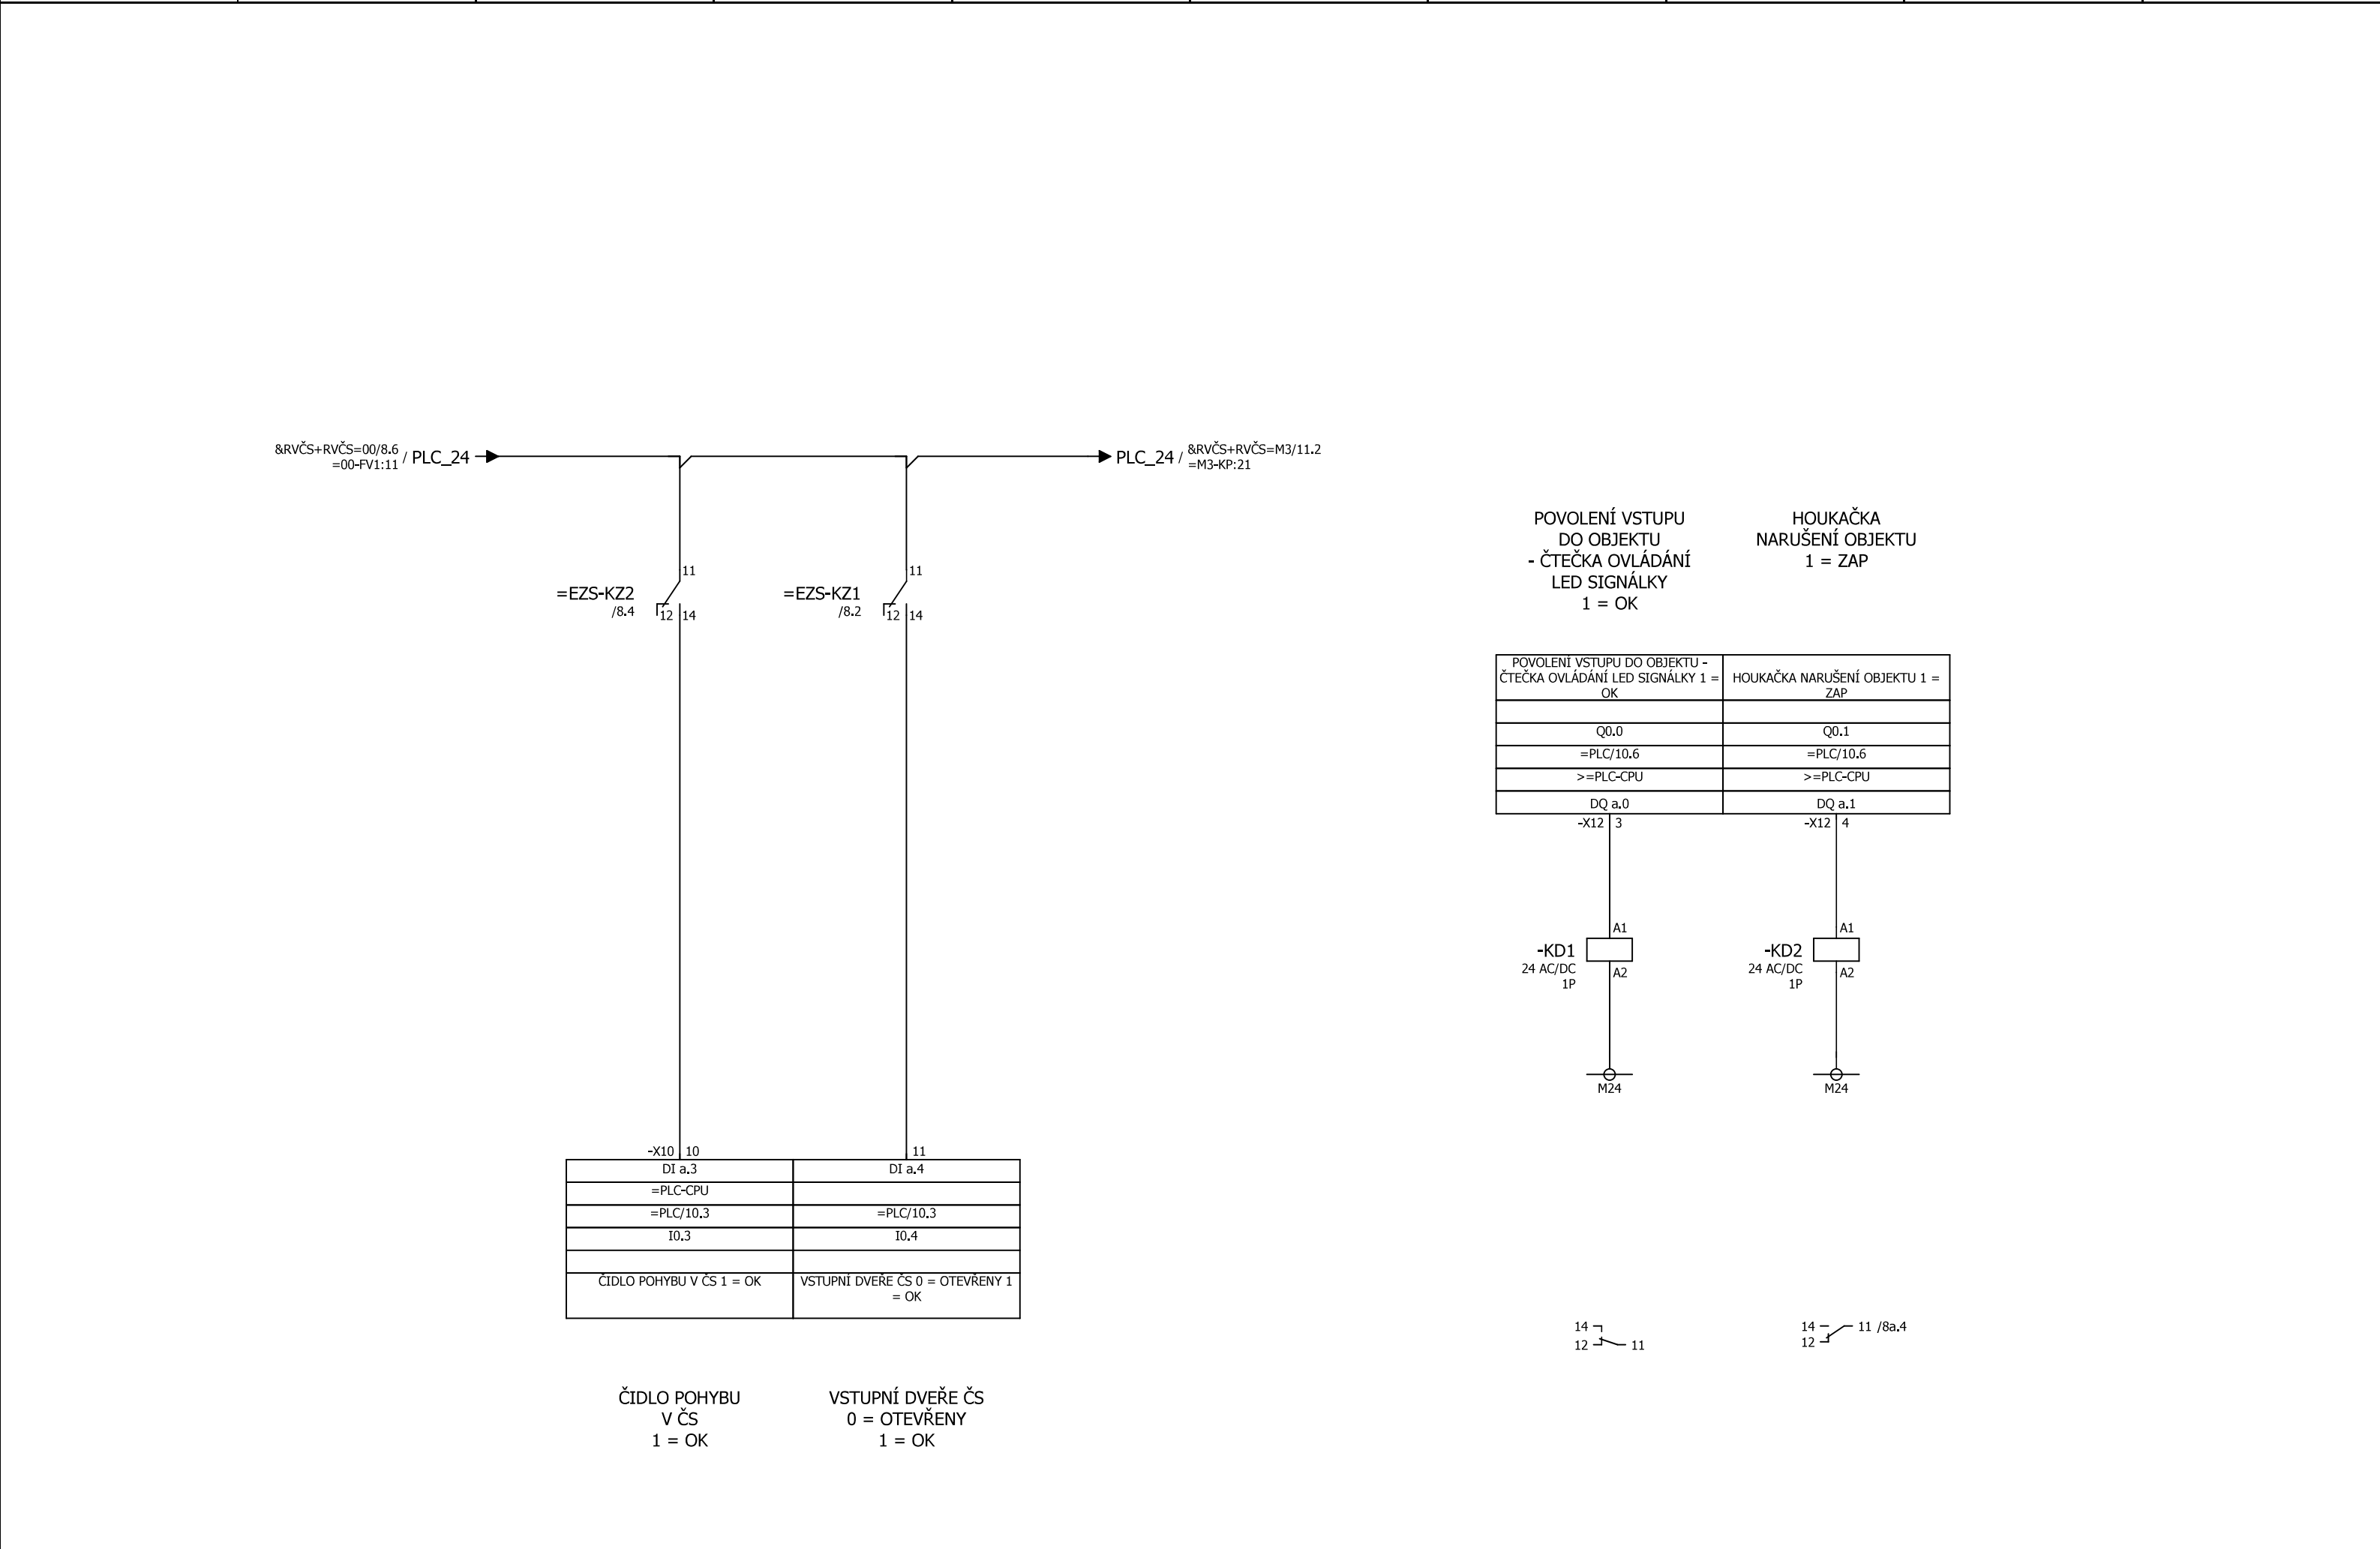 &RVČS+RVČS=00/8.6
=00-FV1:11
/ PLC_24
PLC_24 /
&RVČS+RVČS=M3/11.2
=M3-KP:21
11
=EZS-KZ2
/8.4
12
14
11
=EZS-KZ1
/8.2
12
14
-X10
10
11
DI a.3
DI a.4
=PLC-CPU
=PLC/10.3
=PLC/10.3
I0.3
I0.4
ČIDLO POHYBU V ČS 1 = OK
VSTUPNÍ DVEŘE ČS 0 = OTEVŘENY 1
= OK
ČIDLO POHYBU
V ČS
1 = OK
VSTUPNÍ DVEŘE ČS
0 = OTEVŘENY
1 = OK
POVOLENÍ VSTUPU
DO OBJEKTU
- ČTEČKA OVLÁDÁNÍ
LED SIGNÁLKY
1 = OK
HOUKAČKA
NARUŠENÍ OBJEKTU
1 = ZAP
POVOLENÍ VSTUPU DO OBJEKTU -
ČTEČKA OVLÁDÁNÍ LED SIGNÁLKY 1 =
OK
HOUKAČKA NARUŠENÍ OBJEKTU 1 =
ZAP
Q0.0
Q0.1
=PLC/10.6
=PLC/10.6
>=PLC-CPU
>=PLC-CPU
DQ a.0
DQ a.1
-X12
3
-X12
4
A1
-KD1
24 AC/DC
1P
A2
M24
A1
-KD2
24 AC/DC
1P
A2
M24
14
12
11
14
11 /8a.4
12